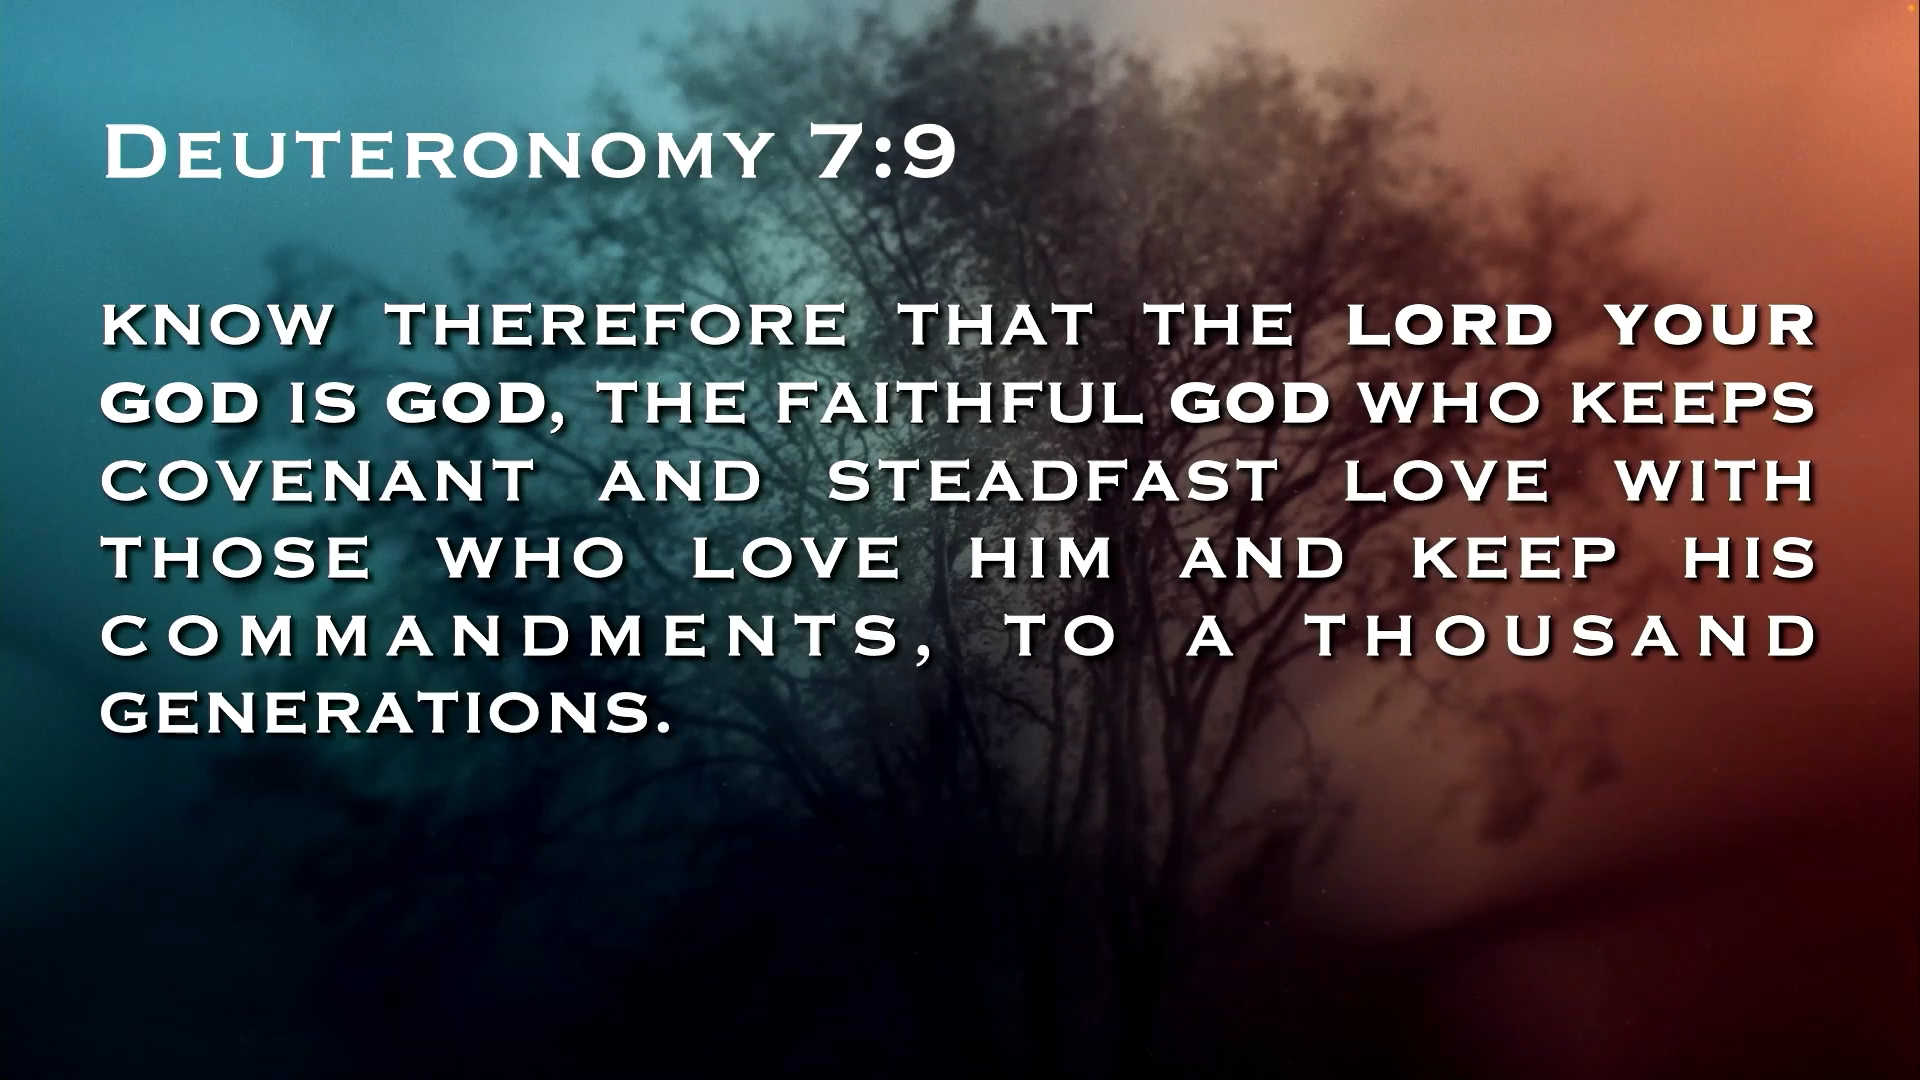 DEUTERONOMY 7:9
KNOW THEREFORE THAT THE LORD YOUR
GOD IS GOD, THE FAITHFUL GOD WHO KEEPS
COVENANT AND STEADFAST LOVE WITH
THOSE WHO LOVE HIM AND KEEP HIS
COMMANDMENTS, TO A THOUSAND
GENERATIONS.